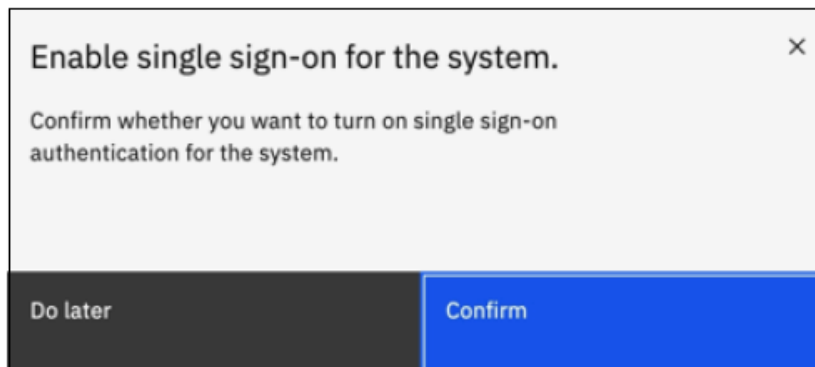 Enable single sign-on for the system.
Confirm whether you want to turn on single sign-on
authentication for the system.
Do later
Confirm